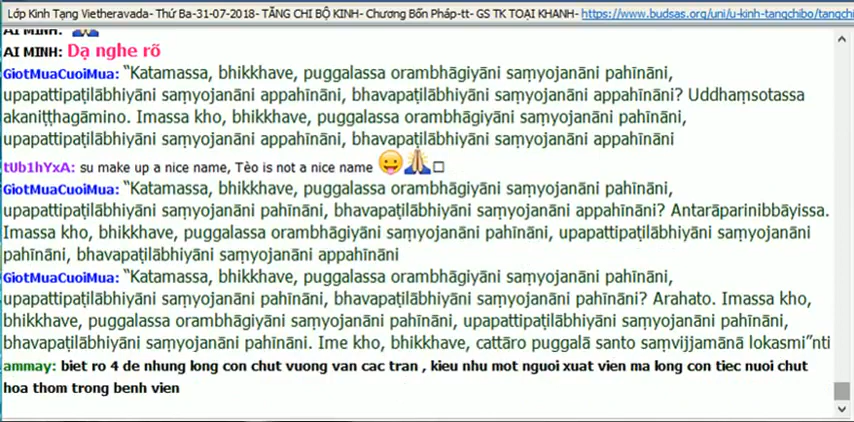 Lớp Kinh Tạng Vietheravada- Thứ Ba-31-07-2018- TĂNG CHI BỘ KINH- Chương Bốn Pháp-tt- GS TK TOẠI KHANH- https://www.budsas.org/uni/u-kinh-tangchibo/tangchi
AI MINH: 🙏
AI MINH: Dạ nghe rõ
GiotMuaCuoiMua: “Katamassa, bhikkhave, puggalassa orambhāgiyāni saṃyojanāni pahīnāni,
upapattipaṭilābhiyāni saṃyojanāni appahīnāni, bhavapaṭilābhiyāni saṃyojanāni appahīnāni? Uddhaṃsotassa
akaniṭṭhagāmino. Imassa kho, bhikkhave, puggalassa orambhāgiyāni saṃyojanāni pahīnāni,
upapattipaṭilābhiyāni saṃyojanāni appahīnāni, bhavapaṭilābhiyāni saṃyojanāni appahīnāni
tUb1hYxA: su make up a nice name, Tèo is not a nice name 😛🙏□
GiotMuaCuoiMua: “Katamassa, bhikkhave, puggalassa orambhāgiyāni saṃyojanāni pahīnāni,
upapattipaṭilābhiyāni saṃyojanāni pahīnāni, bhavapaṭilābhiyāni saṃyojanāni appahīnāni? Antarāparinibbāyissa.
Imassa kho, bhikkhave, puggalassa orambhāgiyāni saṃyojanāni pahīnāni, upapattipaṭilābhiyāni saṃyojanāni
pahīnāni, bhavapaṭilābhiyāni saṃyojanāni appahīnāni
GiotMuaCuoiMua: “Katamassa, bhikkhave, puggalassa orambhāgiyāni saṃyojanāni pahīnāni,
upapattipaṭilābhiyāni saṃyojanāni pahīnāni, bhavapaṭilābhiyāni saṃyojanāni pahīnāni? Arahato. Imassa kho,
bhikkhave, puggalassa orambhāgiyāni saṃyojanāni pahīnāni, upapattipaṭilābhiyāni saṃyojanāni pahīnāni,
bhavapaṭilābhiyāni saṃyojanāni pahīnāni. Ime kho, bhikkhave, cattāro puggalā santo saṃvijjamānā lokasmi”nti
ammay: biet ro 4 de nhung long con chut vuong van cac tran , kieu nhu mot nguoi xuat vien ma long con tiec nuoi chut
hoa thom trong benh vien